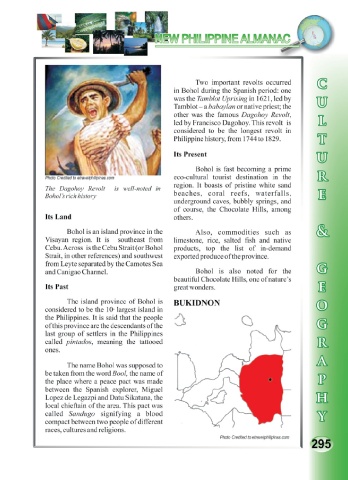 NEW PHILIPPINE ALMANAC
Photo Credited to emerephilipinas.com
The Dagohoy Revolt is well-noted in
Bohol's rich history
Its Land
Bohol is an island province in the
Visayan region. It is southeast from
Cebu. Across is the Cebu Strait (or Bohol
Strait, in other references) and southwest
from Leyte separated by the Camotes Sea
and Canigao Channel.
Its Past
The island province of Bohol is
considered to be the 10th largest island in
the Philippines. It is said that the people
of this province are the descendants of the
last group of settlers in the Philippines
called pintados, meaning the tattooed
ones.
The name Bohol was supposed to
be taken from the word Bool, the name of
the place where a peace pact was made
between the Spanish explorer, Miguel
Lopez de Legazpi and Datu Sikatuna, the
local chieftain of the area. This pact was
called Sandugo signifying a blood
compact between two people of different
races, cultures and religions.
Two important revolts occurred
in Bohol during the Spanish period: one
was the Tamblot Uprising in 1621, led by
Tamblot – a babaylan or native priest; the
other was the famous Dagohoy Revolt,
led by Francisco Dagohoy. This revolt is
considered to be the longest revolt in
Philippine history, from 1744 to 1829.
Its Present
Bohol is fast becoming a prime
eco-cultural tourist destination in the
region. It boasts of pristine white sand
beaches, coral reefs, waterfalls,
underground caves, bubbly springs, and
of course, the Chocolate Hills, among
others.
Also, commodities such as
limestone, rice, salted fish and native
products, top the list of in-demand
exported produce of the province.
Bohol is also noted for the
beautiful Chocolate Hills, one of nature's
great wonders.
BUKIDNON
Photo Credited to emerephilipinas.com
CULTURE & GEOGRAPHY
295